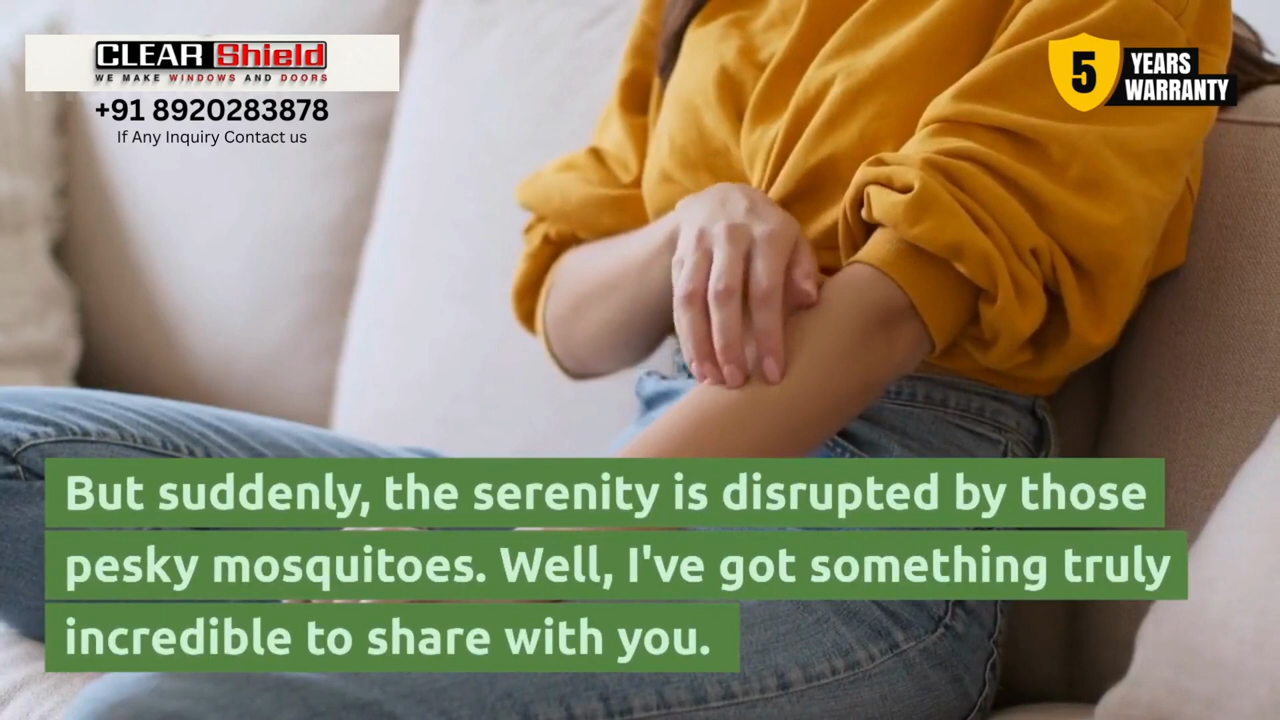 CLEAR Shield
WE MAKE WINDOWS AND DOORS
+91 8920283878
If Any Inquiry Contact us
5 YEARS
WARRANTY
But suddenly, the serenity is disrupted by those
pesky mosquitoes. Well, I've got something truly
incredible to share with you.